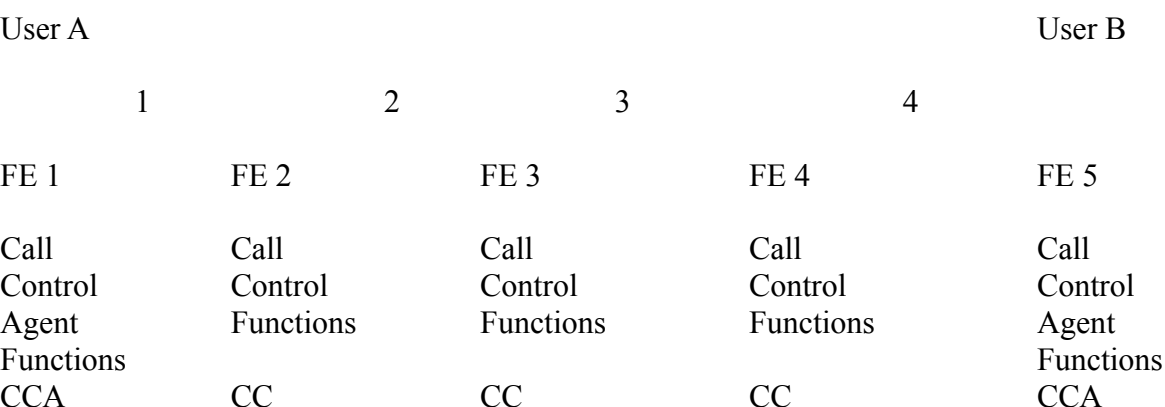 User A User B
1 2 3 4
FE 1 FE 2 FE 3 FE 4 FE 5
Call Call Call Call Call
Control Control Control Control Control
Agent Functions Functions Functions Agent
Functions Functions
CCA CC CC CC CCA